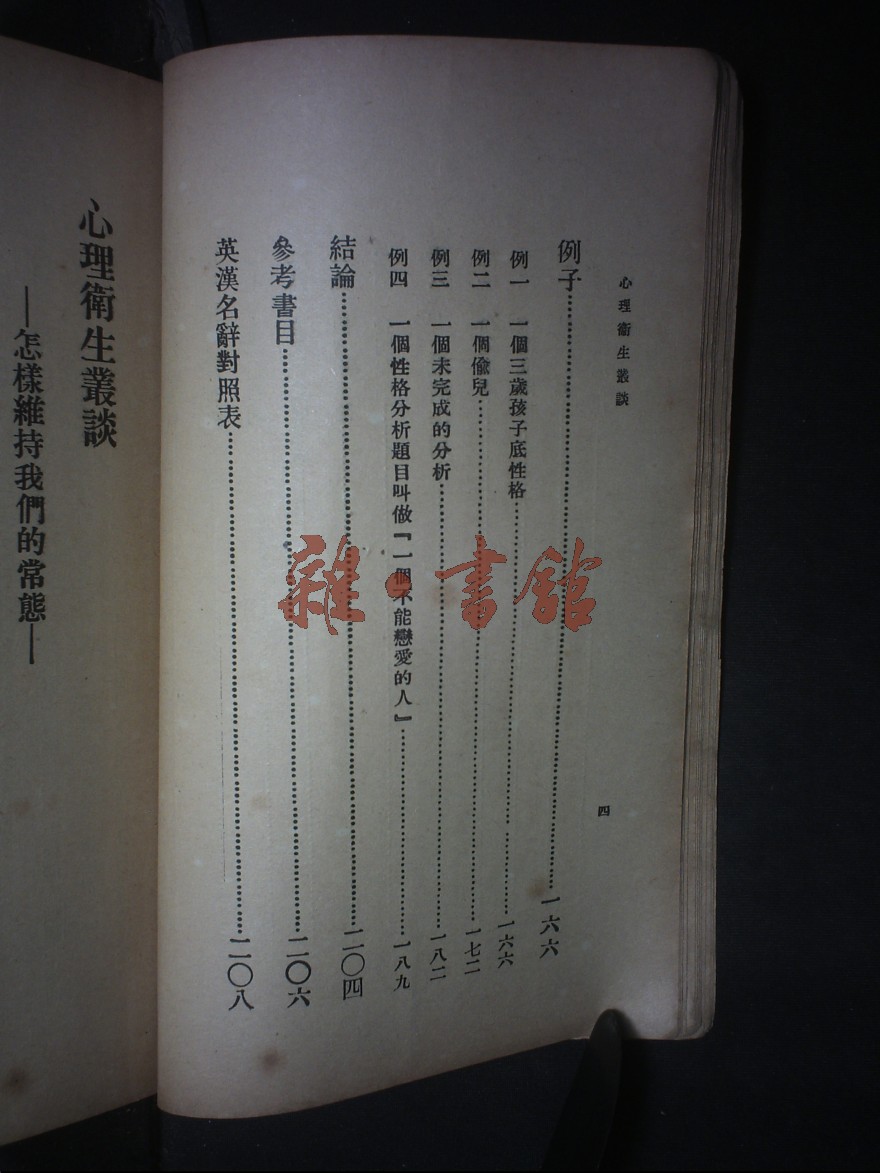 心理衛生叢談
四
例子……一六六
例一　一個三歲孩子底性格……一六六
例二　一個偷兒……一七二
例三　一個未完成的分析……一八二
例四　一個性格分析題目叫做『一個不能戀愛的人』……一八九
結論……二〇四
參考書目……二〇六
英漢名辭對照表……二〇八
心理衛生叢談
—怎樣維持我們的常態—
雜·書館